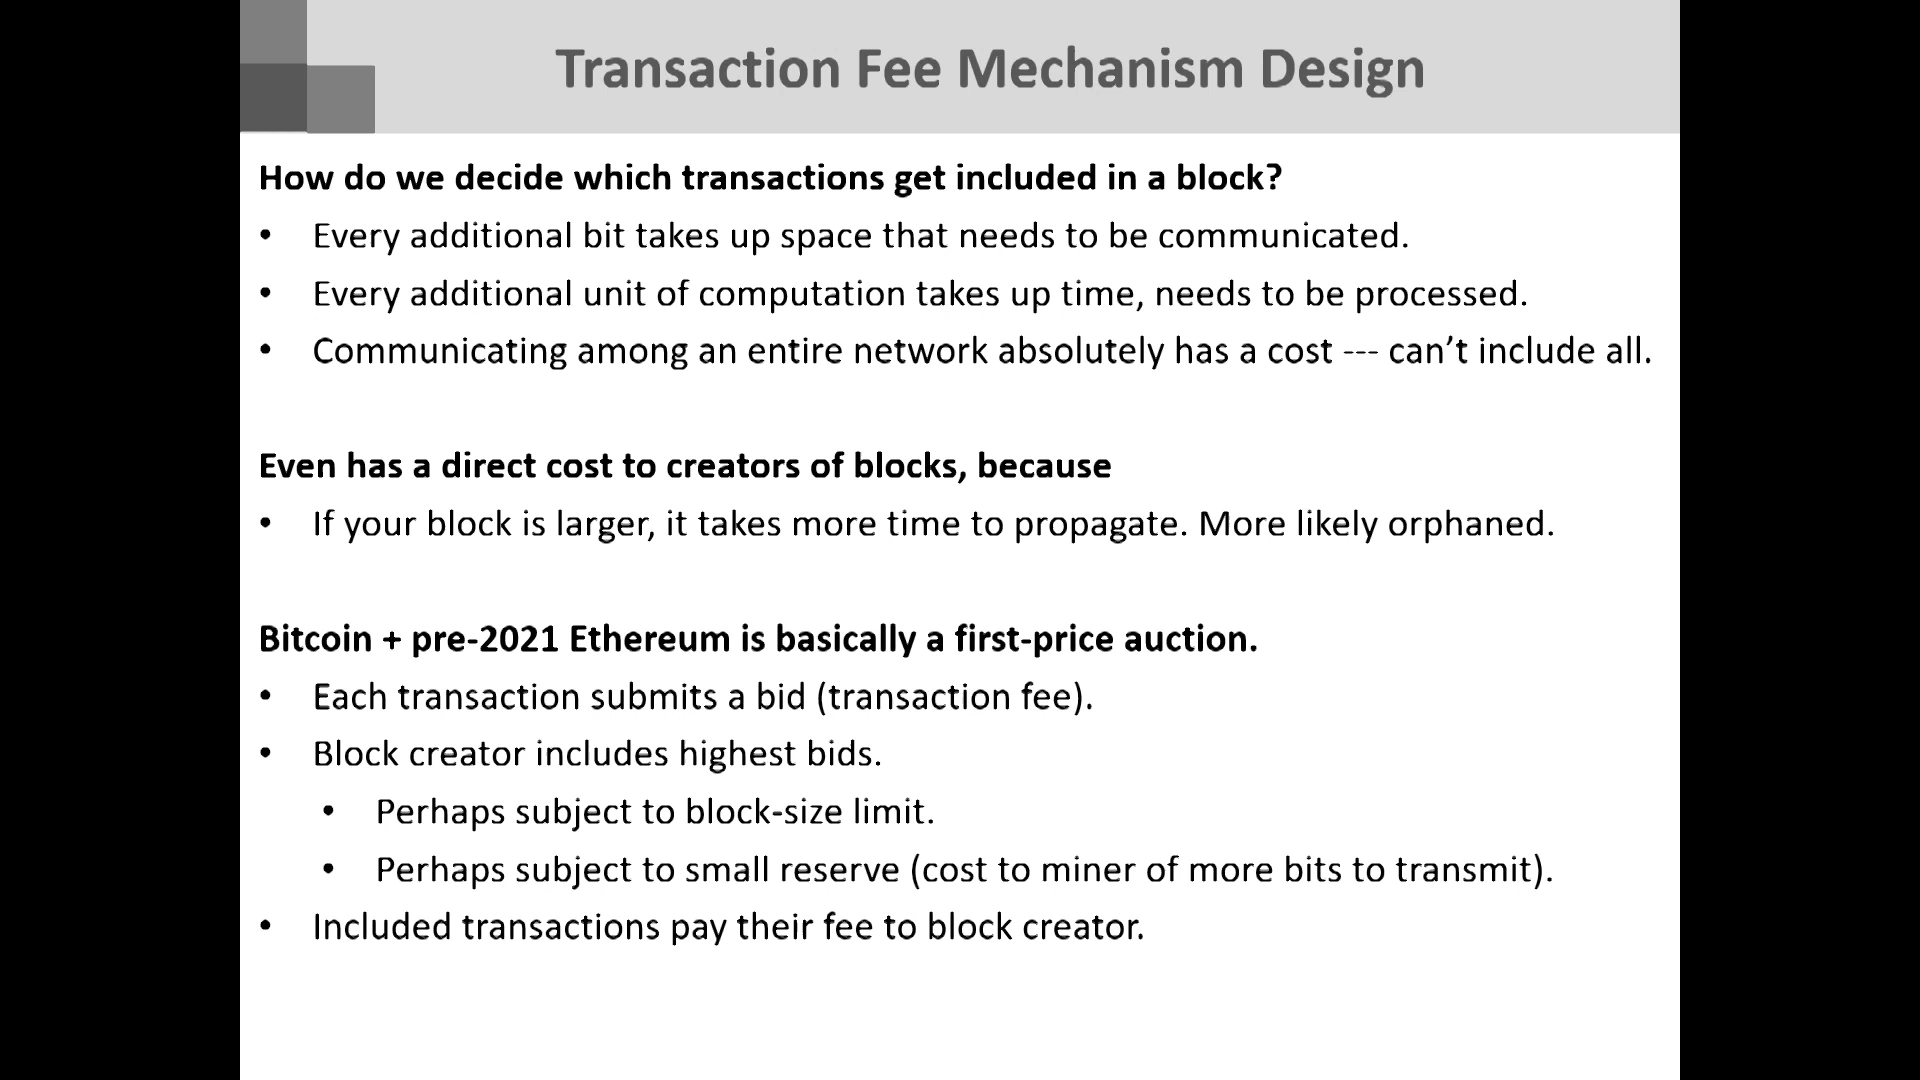 Transaction Fee Mechanism Design
How do we decide which transactions get included in a block?
• Every additional bit takes up space that needs to be communicated.
• Every additional unit of computation takes up time, needs to be processed.
• Communicating among an entire network absolutely has a cost --- can’t include all.
Even has a direct cost to creators of blocks, because
• If your block is larger, it takes more time to propagate. More likely orphaned.
Bitcoin + pre-2021 Ethereum is basically a first-price auction.
• Each transaction submits a bid (transaction fee).
• Block creator includes highest bids.
• Perhaps subject to block-size limit.
• Perhaps subject to small reserve (cost to miner of more bits to transmit).
• Included transactions pay their fee to block creator.